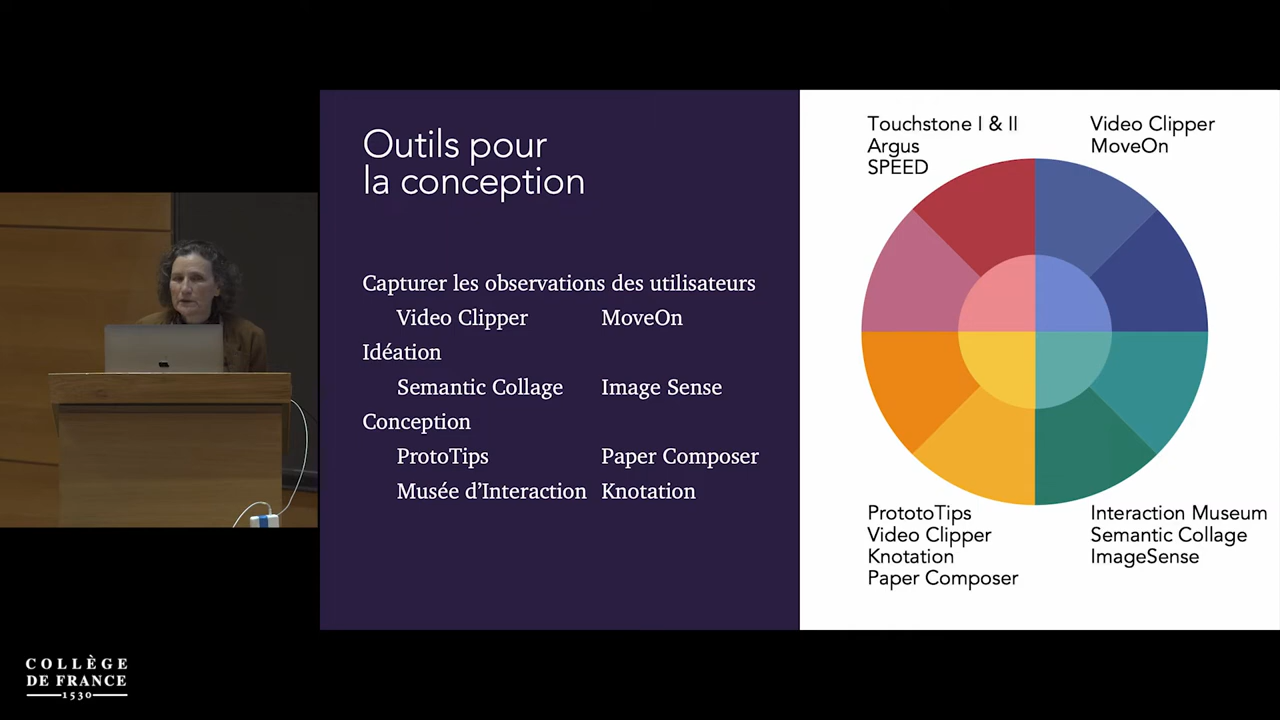 Outils pour
la conception
Capturer les observations des utilisateurs
Video Clipper MoveOn
Idéation
Semantic Collage Image Sense
Conception
ProtoTips Paper Composer
Musée d'Interaction Knotation
Touchstone I & II
Argus
SPEED
Video Clipper
MoveOn
PrototoTips
Video Clipper
Knotation
Paper Composer
Interaction Museum
Semantic Collage
ImageSense
COLLÈGE
DE FRANCE
1530